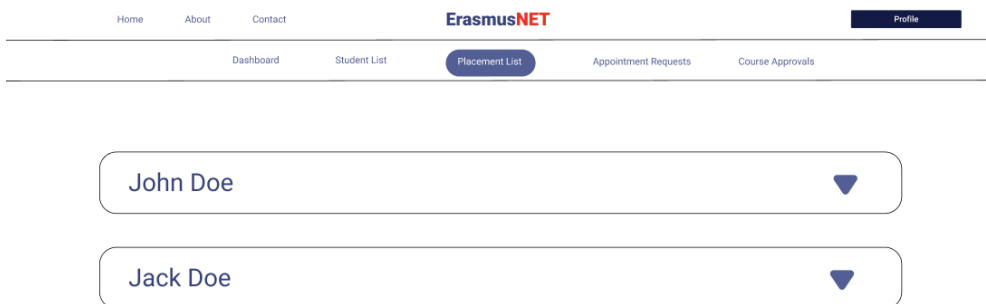 Home About Contact ErasmusNET Profile
Dashboard Student List Placement List Appointment Requests Course Approvals
John Doe
Jack Doe